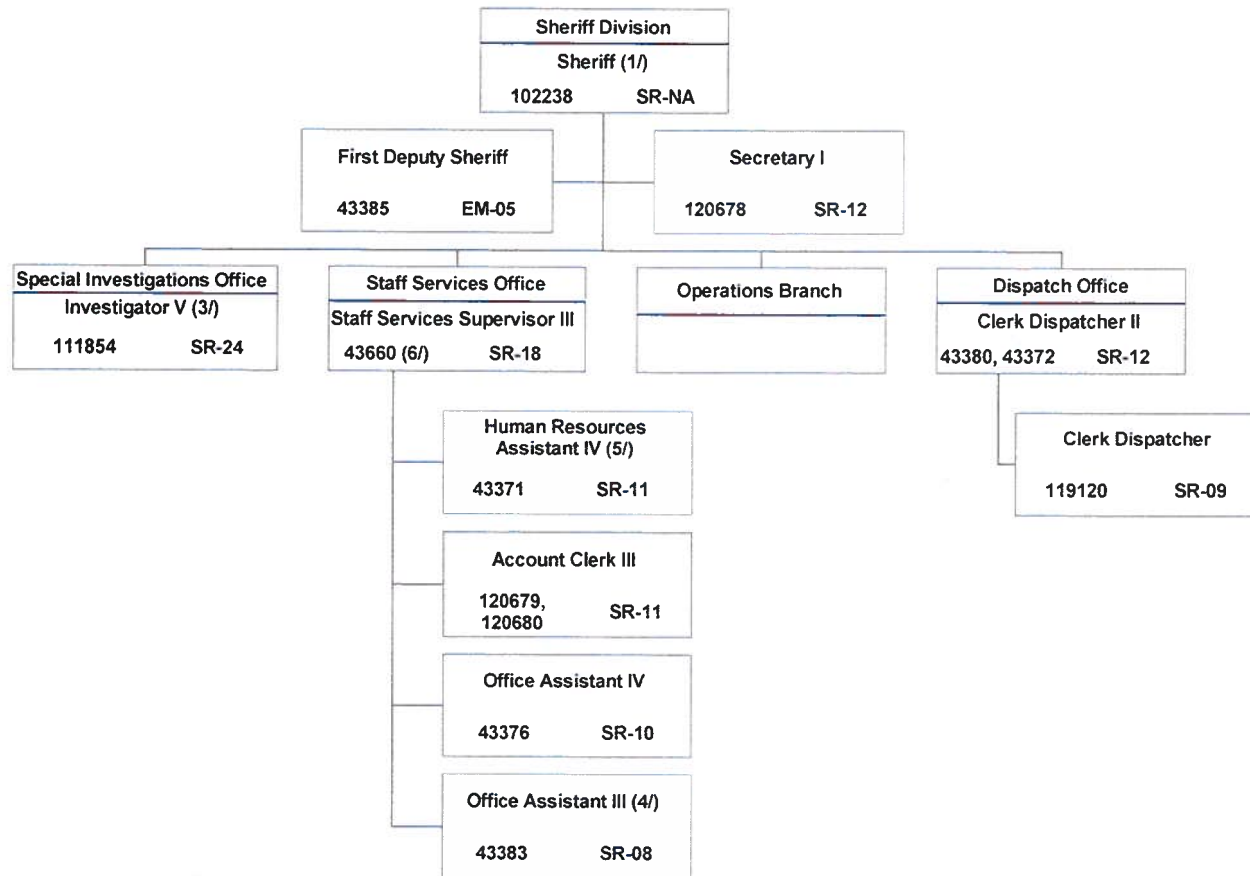 Sheriff Division
Sheriff (1/)
102238 SR-NA
First Deputy Sheriff
43385 EM-05
Secretary I
120678 SR-12
Special Investigations Office
Investigator V (3/)
111854 SR-24
Staff Services Office
Staff Services Supervisor III
43660 (6/) SR-18
Operations Branch
Dispatch Office
Clerk Dispatcher II
43380, 43372 SR-12
Human Resources
Assistant IV (5/)
43371 SR-11
Account Clerk III
120679,
120680 SR-11
Office Assistant IV
43376 SR-10
Office Assistant III (4/)
43383 SR-08
Clerk Dispatcher
119120 SR-09